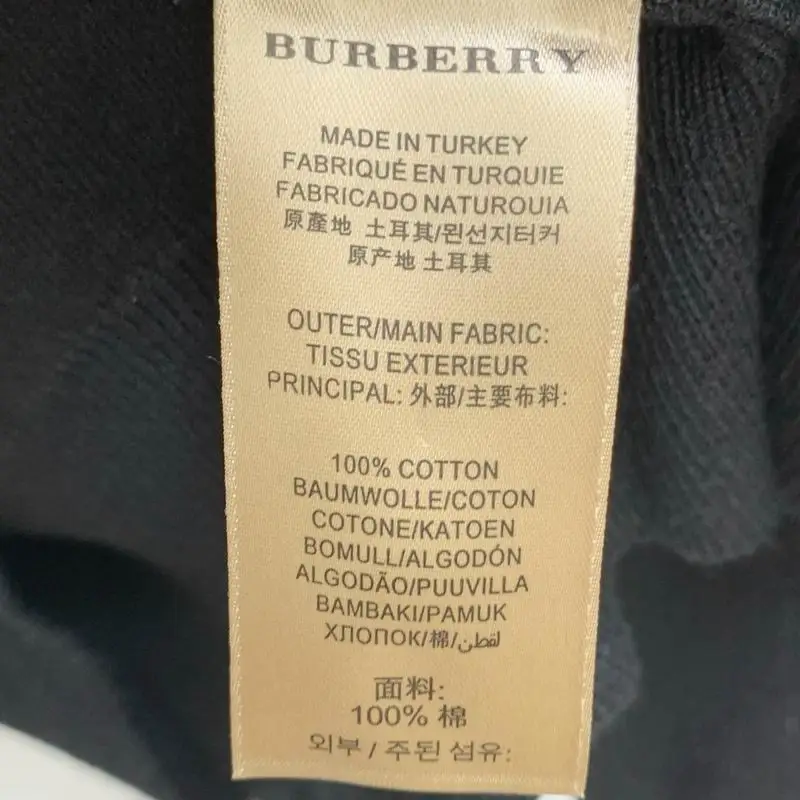 BURBERRY
MADE IN TURKEY
FABRIQUÉ EN TURQUIE
FABRICADO NATUROUIA
原產地 土耳其/왼선지터커
原产地 土耳其
OUTER/MAIN FABRIC:
TISSU EXTERIEUR
PRINCIPAL: 外部/主要布料:
100% COTTON
BAUMWOLLE/COTON
COTONE/KATOEN
BOMULL/ALGODÓN
ALGODÃO/PUUVILLA
BAMBAKI/PAMUK
ХЛОПОК/棉/لقطن
面料:
100% 棉
외부 / 주된 섬유: